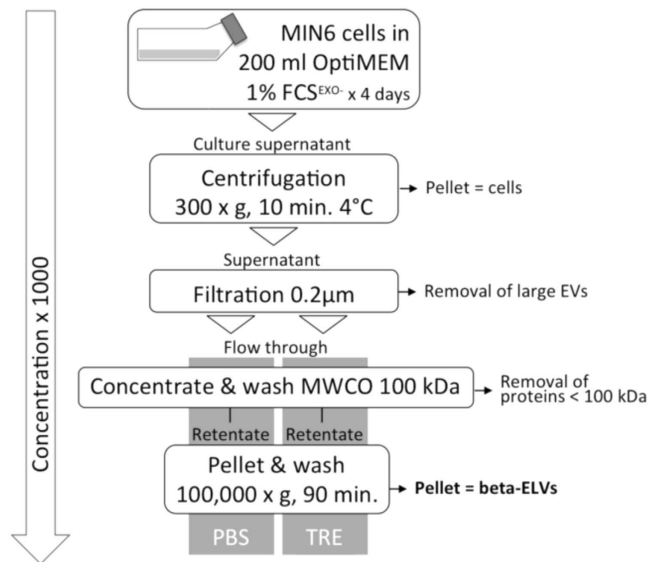 MIN6 cells in
200 ml OptiMEM
1% FCSᴱˣᴼ⁻ x 4 days
Culture supernatant
Centrifugation
300 x g, 10 min. 4°C
Pellet = cells
Supernatant
Filtration 0.2µm
Removal of large EVs
Flow through
Concentrate & wash MWCO 100 kDa
Removal of
proteins < 100 kDa
Retentate
Retentate
Pellet & wash
100,000 x g, 90 min.
Pellet = beta-ELVs
PBS
TRE
Concentration x 1000